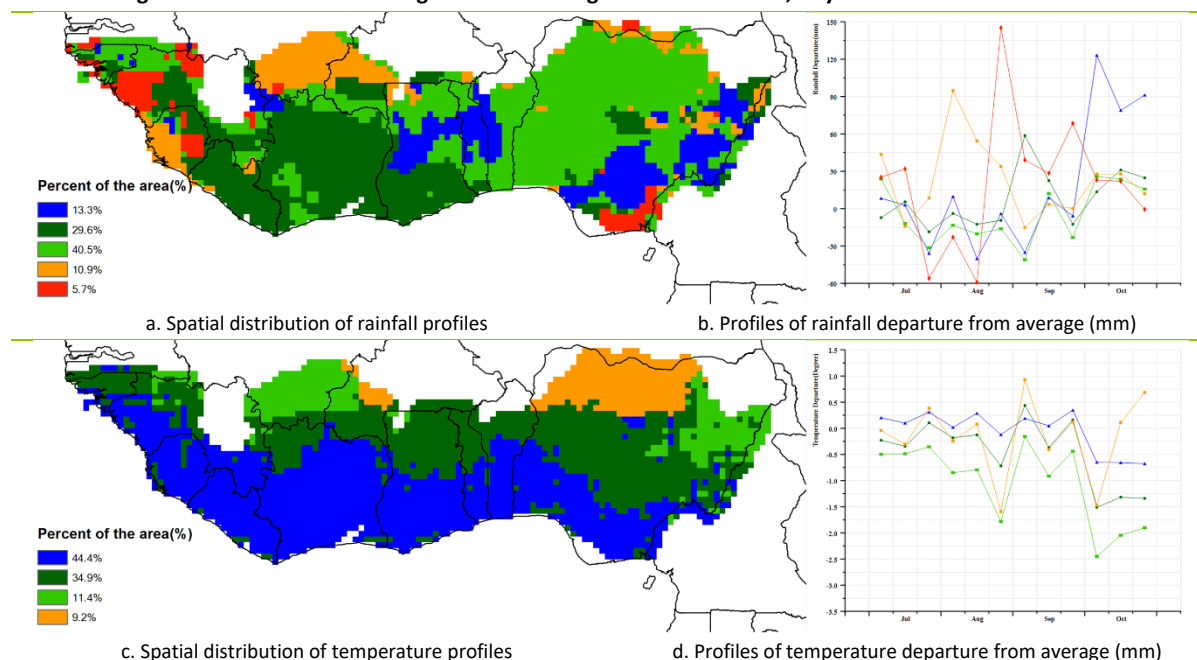 Percent of the area(%)
13.3%
29.6%
40.5%
10.9%
5.7%
a. Spatial distribution of rainfall profiles
Rainfall Departure(mm)
150
120
90
60
30
0
-30
-60
Jul Aug Sep Oct
b. Profiles of rainfall departure from average (mm)
Percent of the area(%)
44.4%
34.9%
11.4%
9.2%
c. Spatial distribution of temperature profiles
Temperature Departure(Degree)
1.5
1.0
0.5
0.0
-0.5
-1.0
-1.5
-2.0
-2.5
-3.0
-3.5
Jul Aug Sep Oct
d. Profiles of temperature departure from average (mm)